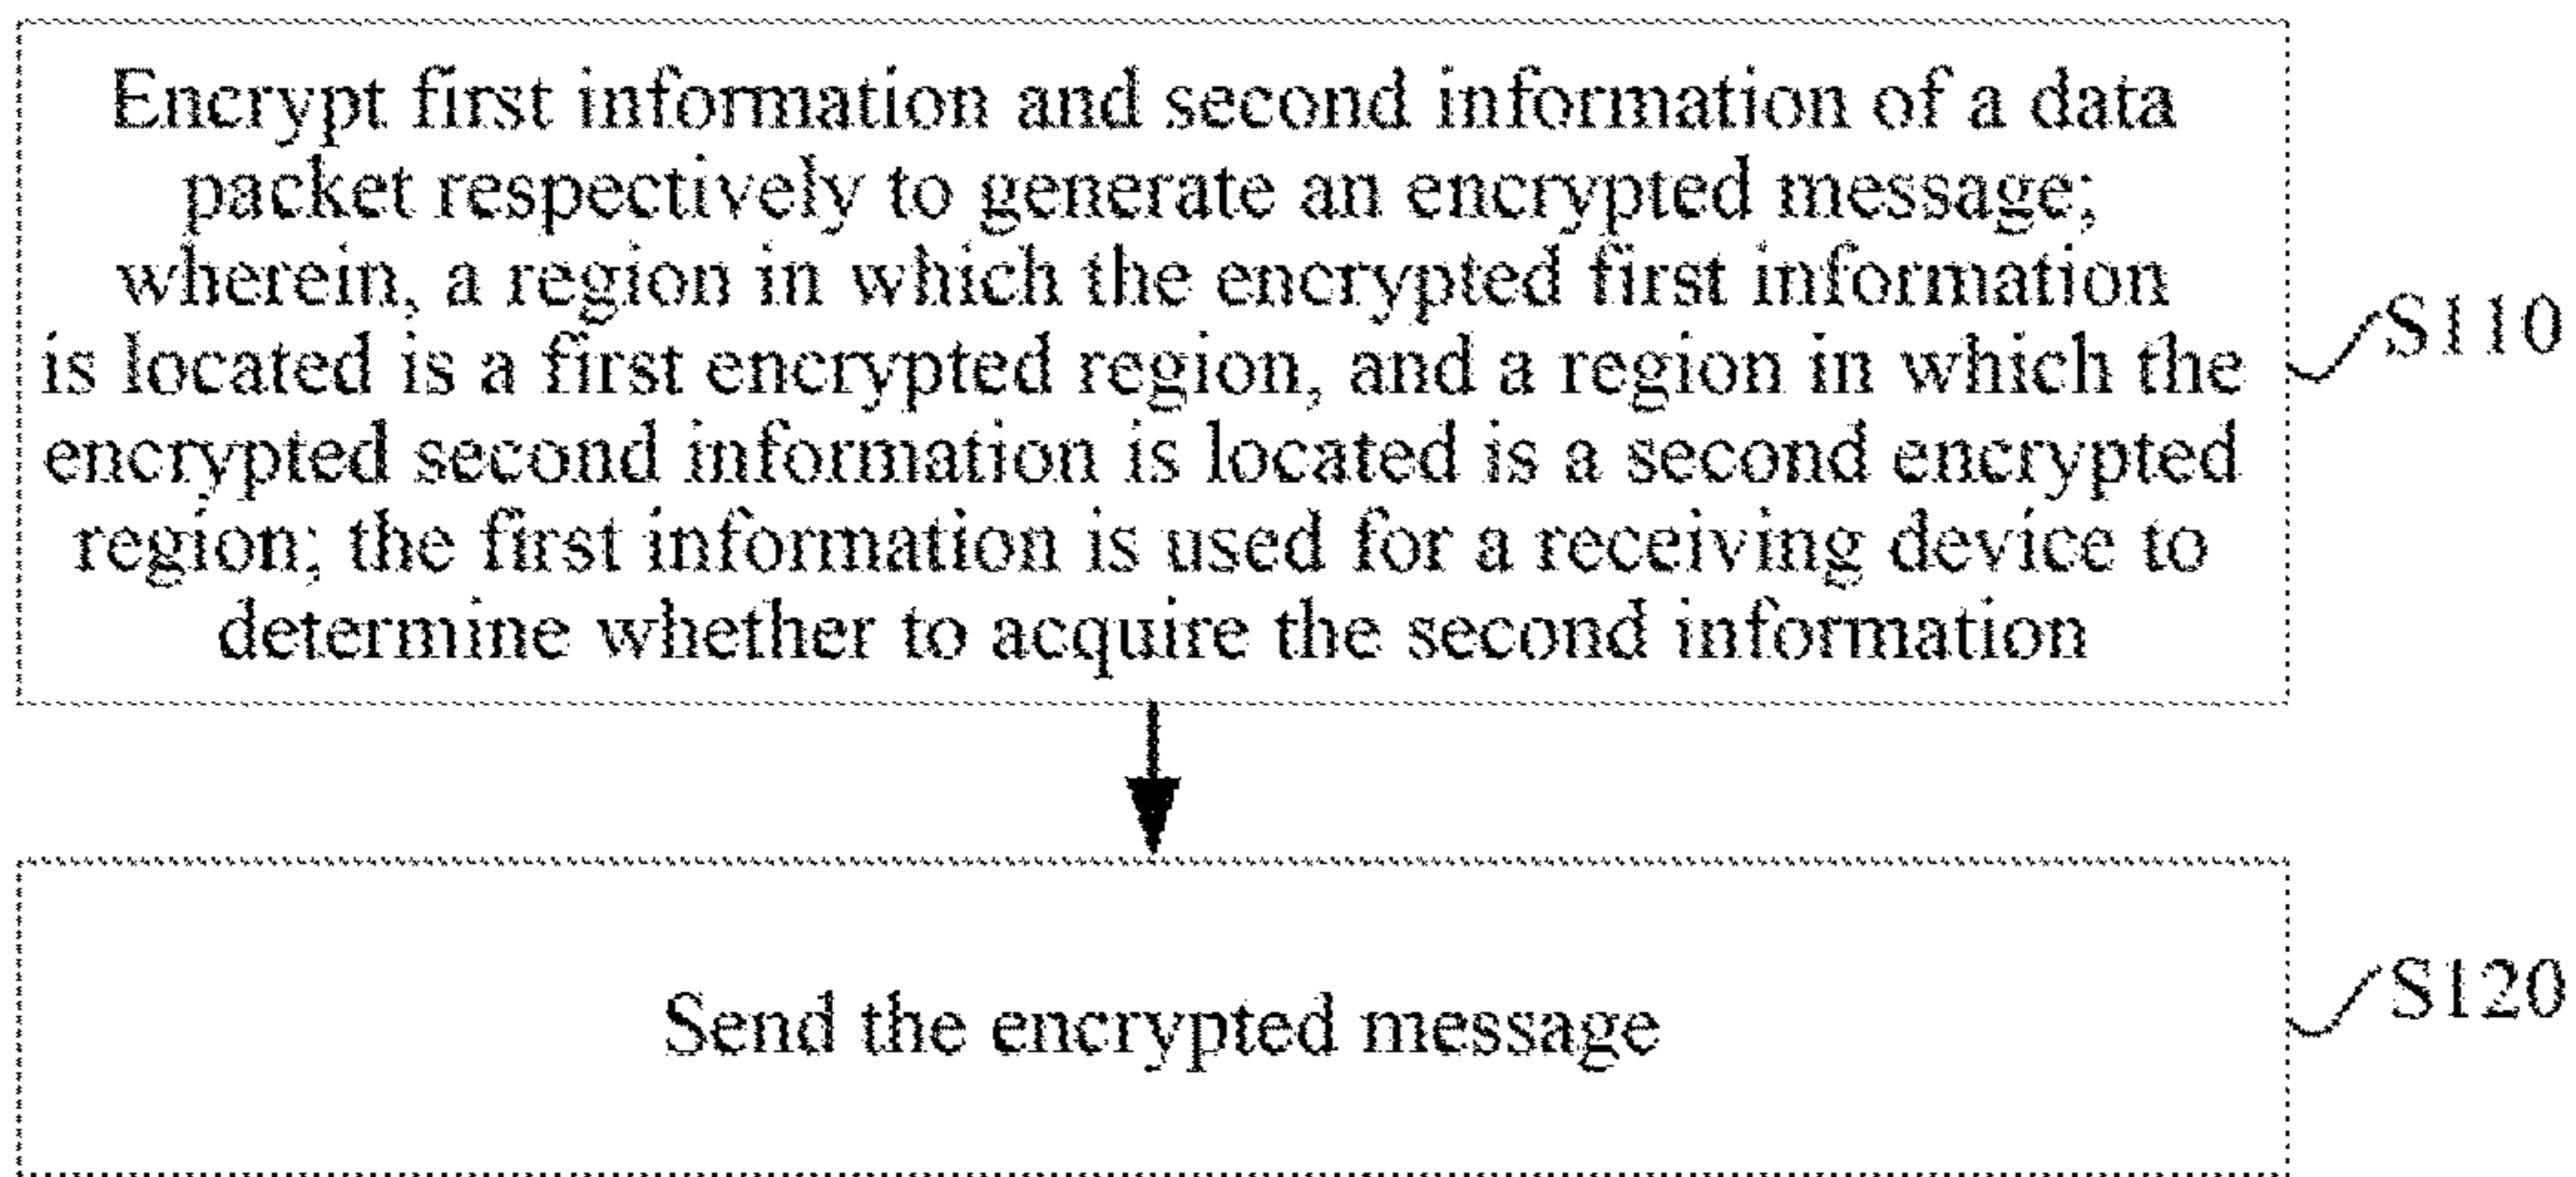 Encrypt first information and second information of a data
packet respectively to generate an encrypted message;
wherein, a region in which the encrypted first information
is located is a first encrypted region, and a region in which the
encrypted second information is located is a second encrypted
region; the first information is used for a receiving device to
determine whether to acquire the second information
S110
Send the encrypted message
S120